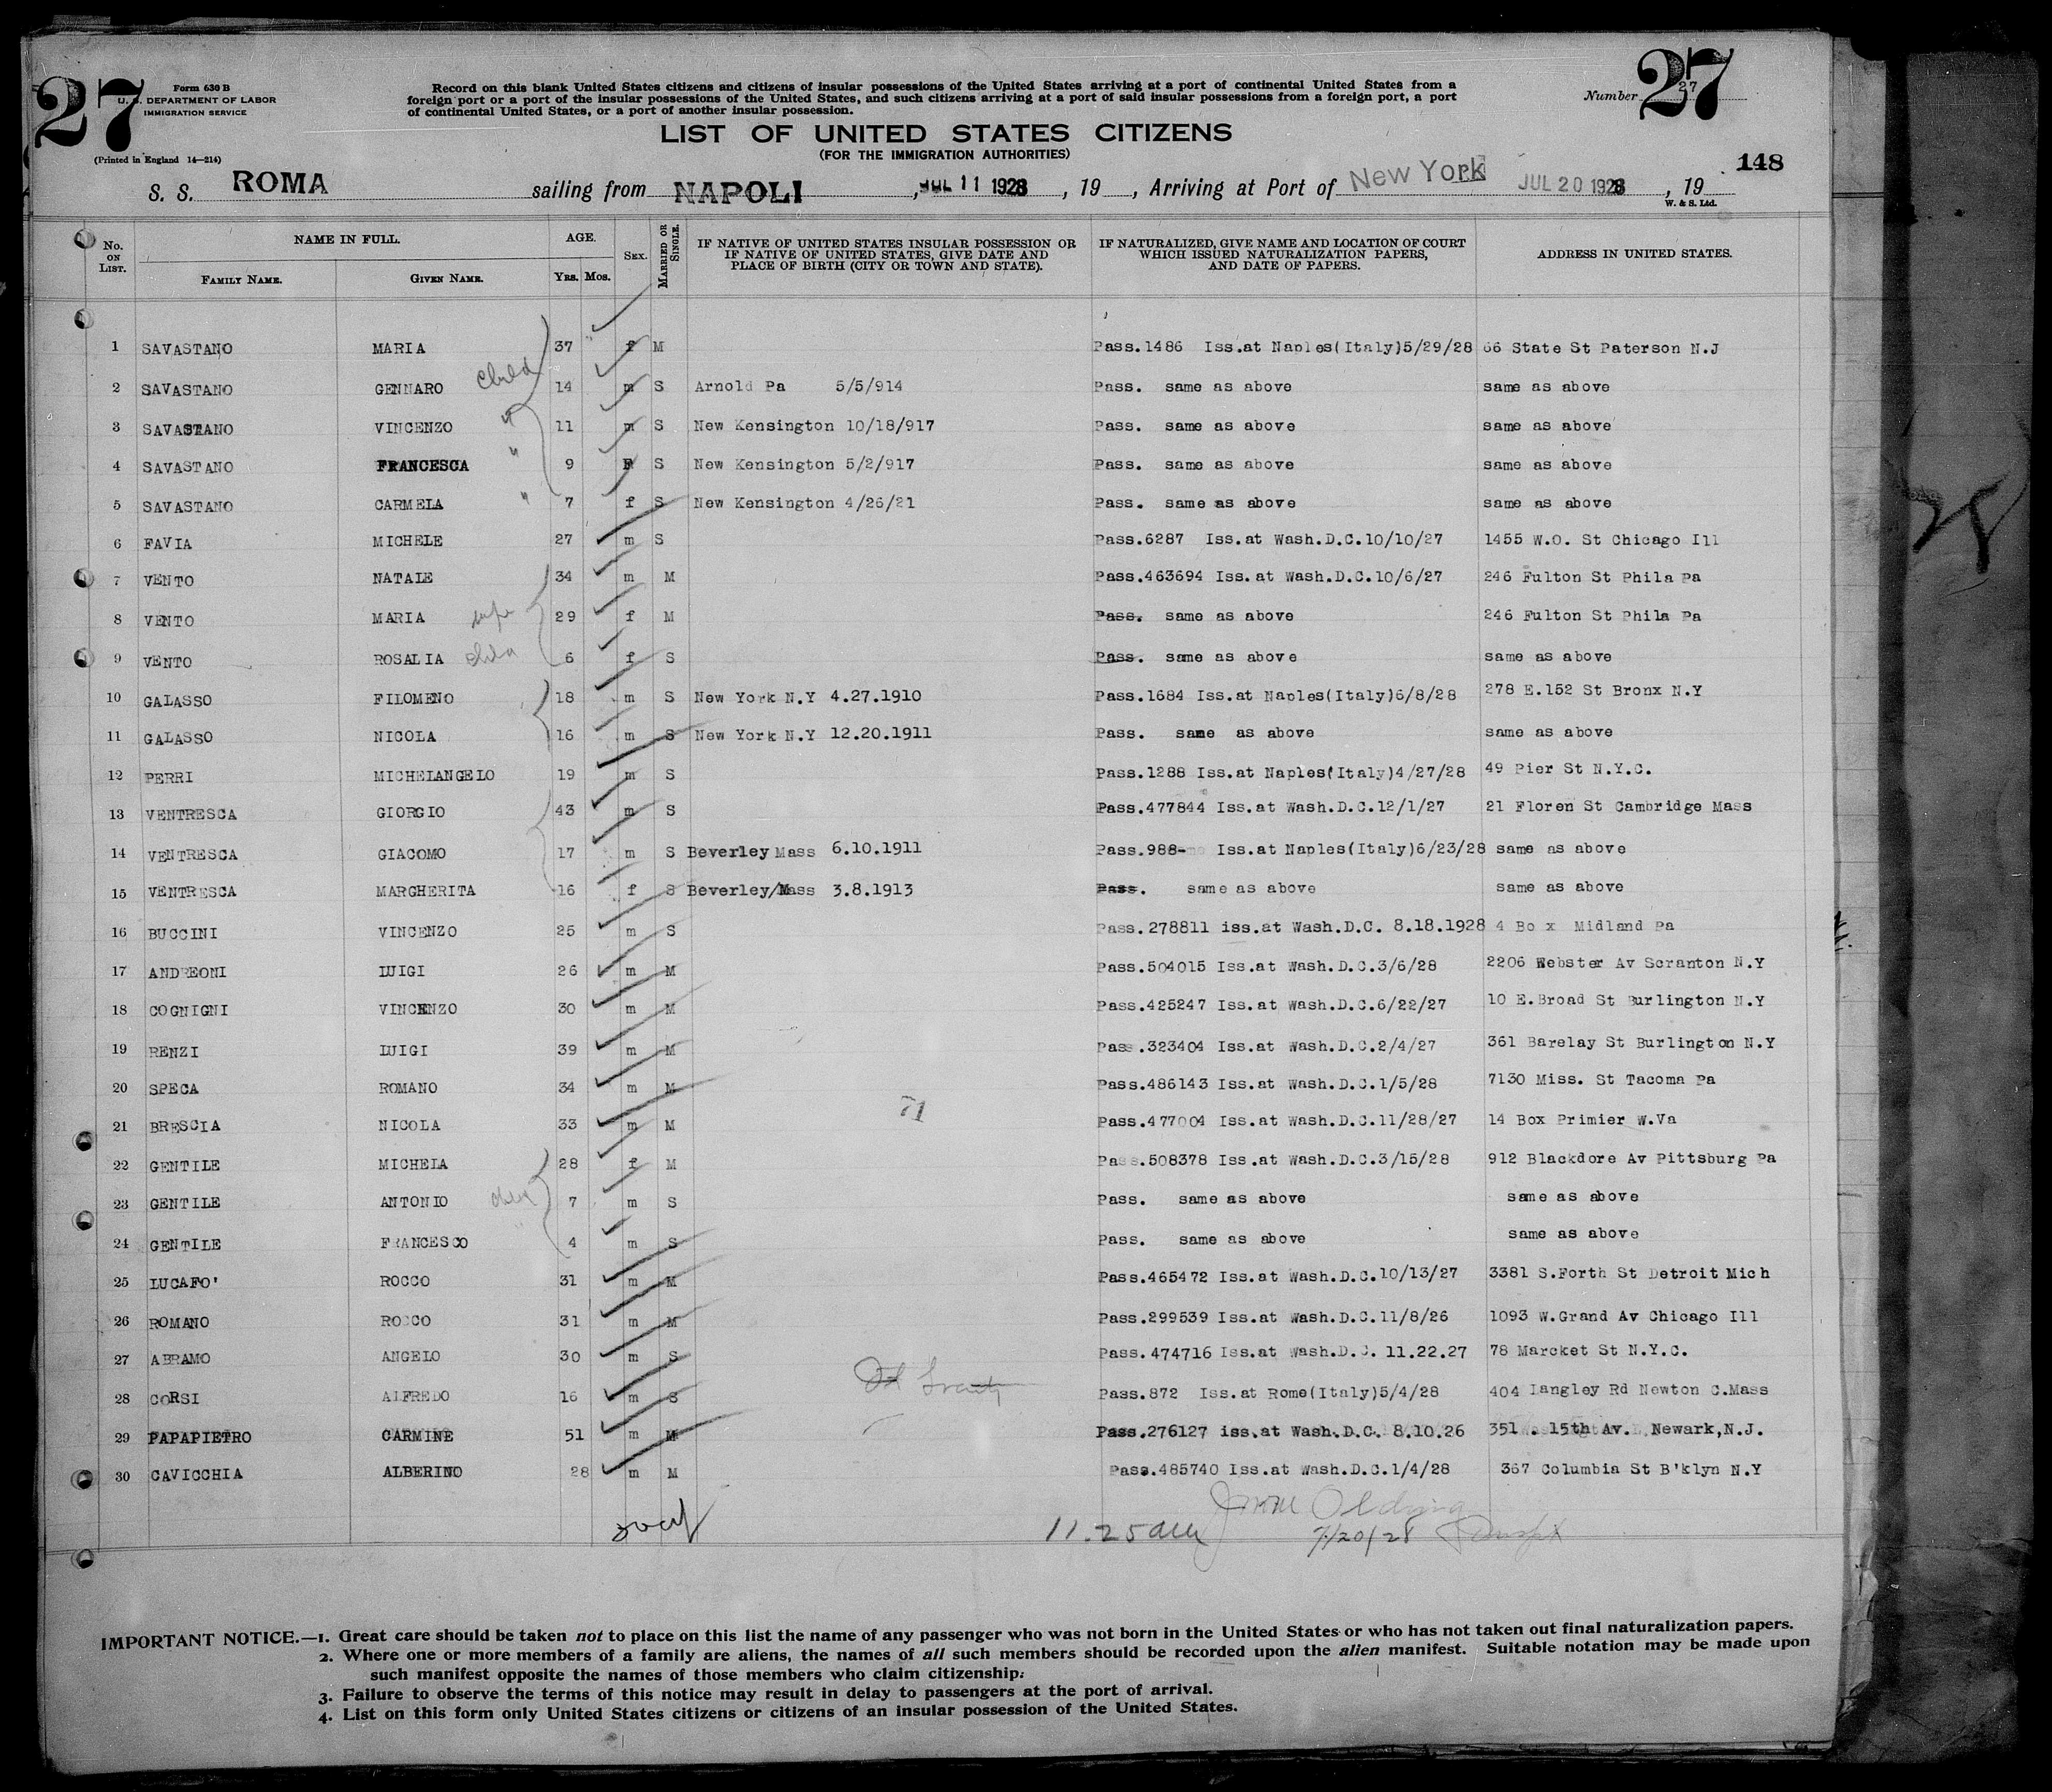 27
Form 630 B
U. S. DEPARTMENT OF LABOR
IMMIGRATION SERVICE
(Printed in England 14—214)
Record on this blank United States citizens and citizens of insular possessions of the United States arriving at a port of continental United States from a
foreign port or a port of the insular possessions of the United States, and such citizens arriving at a port of said insular possessions from a foreign port, a port
of continental United States, or a port of another insular possession.
Number 27
27
LIST OF UNITED STATES CITIZENS
(FOR THE IMMIGRATION AUTHORITIES)
148
S. S. ROMA sailing from NAPOLI, JUL 11 1928, 19 , Arriving at Port of New York JUL 20 1928, 19
W. & S. Ltd.
No. ON LIST. NAME IN FULL. AGE. SEX. MARRIED OR SINGLE. IF NATIVE OF UNITED STATES INSULAR POSSESSION OR IF NATIVE OF UNITED STATES, GIVE DATE AND PLACE OF BIRTH (CITY OR TOWN AND STATE). IF NATURALIZED, GIVE NAME AND LOCATION OF COURT WHICH ISSUED NATURALIZATION PAPERS, AND DATE OF PAPERS. ADDRESS IN UNITED STATES.
FAMILY NAME. GIVEN NAME. YRS. MOS.
1 SAVASTANO MARIA 37 f M Pass.1486 Iss.at Naples(Italy)5/29/28 66 State St Paterson N.J
2 SAVASTANO GENNARO child 14 m S Arnold Pa 5/5/914 Pass. same as above same as above
3 SAVASTANO VINCENZO " 11 m S New Kensington 10/18/917 Pass. same as above same as above
4 SAVASTANO FRANCESCA " 9 S New Kensington 5/2/917 Pass. same as above same as above
5 SAVASTANO CARMELA " 7 f S New Kensington 4/26/21 Pass. same as above same as above
6 FAVIA MICHELE 27 m S Pass.6287 Iss.at Wash.D.C.10/10/27 1455 W.O. St Chicago Ill
7 VENTO NATALE 34 m M Pass.463694 Iss.at Wash.D.C.10/6/27 246 Fulton St Phila Pa
8 VENTO MARIA wife 29 f M Pass. same as above 246 Fulton St Phila Pa
9 VENTO ROSALIA child 6 f S Pass. same as above same as above
10 GALASSO FILOMENO 18 m S New York N.Y 4.27.1910 Pass.1684 Iss.at Naples(Italy)6/8/28 278 E.152 St Bronx N.Y
11 GALASSO NICOLA 16 m S New York N.Y 12.20.1911 Pass. same as above same as above
12 PERRI MICHELANGELO 19 m S Pass.1288 Iss.at Naples(Italy)4/27/28 49 Pier St N.Y.C.
13 VENTRESCA GIORGIO 43 m S Pass.477844 Iss.at Wash.D.C.12/1/27 21 Floren St Cambridge Mass
14 VENTRESCA GIACOMO 17 m S Beverley Mass 6.10.1911 Pass.988- Iss.at Naples(Italy)6/23/28 same as above
15 VENTRESCA MARGHERITA 16 f S Beverley/Mass 3.8.1913 Pass. same as above same as above
16 BUCCINI VINCENZO 25 m S Pass.278811 iss.at Wash.D.C. 8.18.1928 4 Bo x Midland Pa
17 ANDREONI LUIGI 26 m M Pass.504015 Iss.at Wash.D.C.3/6/28 2206 Webster Av Scranton N.Y
18 COGNIGNI VINCENZO 30 m M Pass.425247 Iss.at Wash.D.C.6/22/27 10 E.Broad St Burlington N.Y
19 RENZI LUIGI 39 m M Pass.323404 Iss.at Wash.D.C.2/4/27 361 Barelay St Burlington N.Y
20 SPECA ROMANO 34 m M Pass.486143 Iss.at Wash.D.C.1/5/28 7130 Miss. St Tacoma Pa
71
21 BRESCIA NICOLA 33 m M Pass.477004 Iss.at Wash.D.C.11/28/27 14 Box Primier W.Va
22 GENTILE MICHELA 28 f M Pass.508378 Iss.at Wash.D.C.3/15/28 912 Blackdore Av Pittsburg Pa
23 GENTILE ANTONIO child 7 m S Pass. same as above same as above
24 GENTILE FRANCESCO 4 m S Pass. same as above same as above
25 LUCAFO' ROCCO 31 m M Pass.465472 Iss.at Wash.D.C.10/13/27 3381 S.Forth St Detroit Mich
26 ROMANO ROCCO 31 m M Pass.299539 Iss.at Wash.D.C.11/8/26 1093 W.Grand Av Chicago Ill
27 ABRAMO ANGELO 30 m S Pass.474716 Iss.at Wash.D.C. 11.22.27 78 Marcket St N.Y.C.
28 CORSI ALFREDO 16 m S Pass.872 Iss.at Rome(Italy)5/4/28 404 Langley Rd Newton C.Mass
29 PAPAPIETRO CARMINE 51 m M Pass.276127 iss.at Wash.D.C. 8.10.26 351 . 15th Av. Newark,N.J.
30 CAVICCHIA ALBERINO 28 m M Pass.485740 Iss.at Wash.D.C.1/4/28 367 Columbia St B'klyn N.Y
11.25 am 7/20/28
IMPORTANT NOTICE.—1. Great care should be taken not to place on this list the name of any passenger who was not born in the United States or who has not taken out final naturalization papers.
2. Where one or more members of a family are aliens, the names of all such members should be recorded upon the alien manifest. Suitable notation may be made upon
such manifest opposite the names of those members who claim citizenship.
3. Failure to observe the terms of this notice may result in delay to passengers at the port of arrival.
4. List on this form only United States citizens or citizens of an insular possession of the United States.